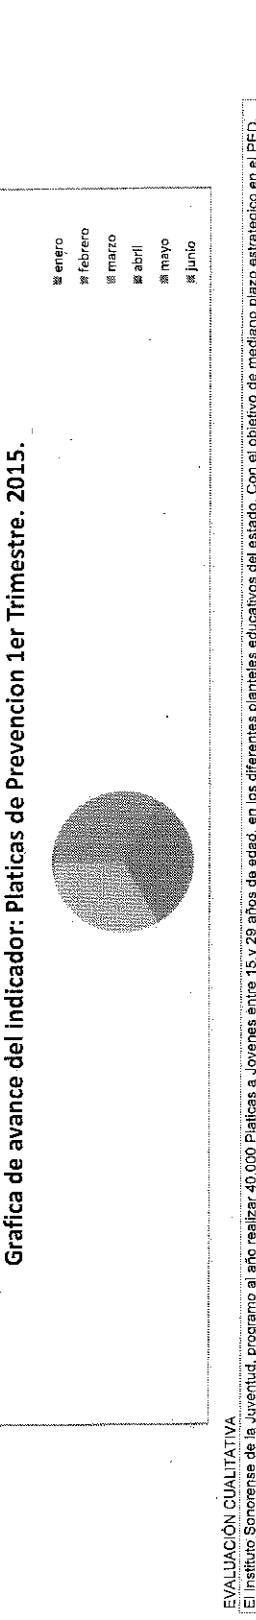 Grafica de avance del indicador: Platicas de Prevencion 1er Trimestre. 2015.
enero
febrero
marzo
abril
mayo
junio
EVALUACIÓN CUALITATIVA
El Instituto Sonorense de la Juventud, programo al año realizar 40,000 Platicas a Jovenes entre 15 y 29 años de edad, en los diferentes planteles educativos del estado. Con el objetivo de mediano plazo estrategico en el PED,